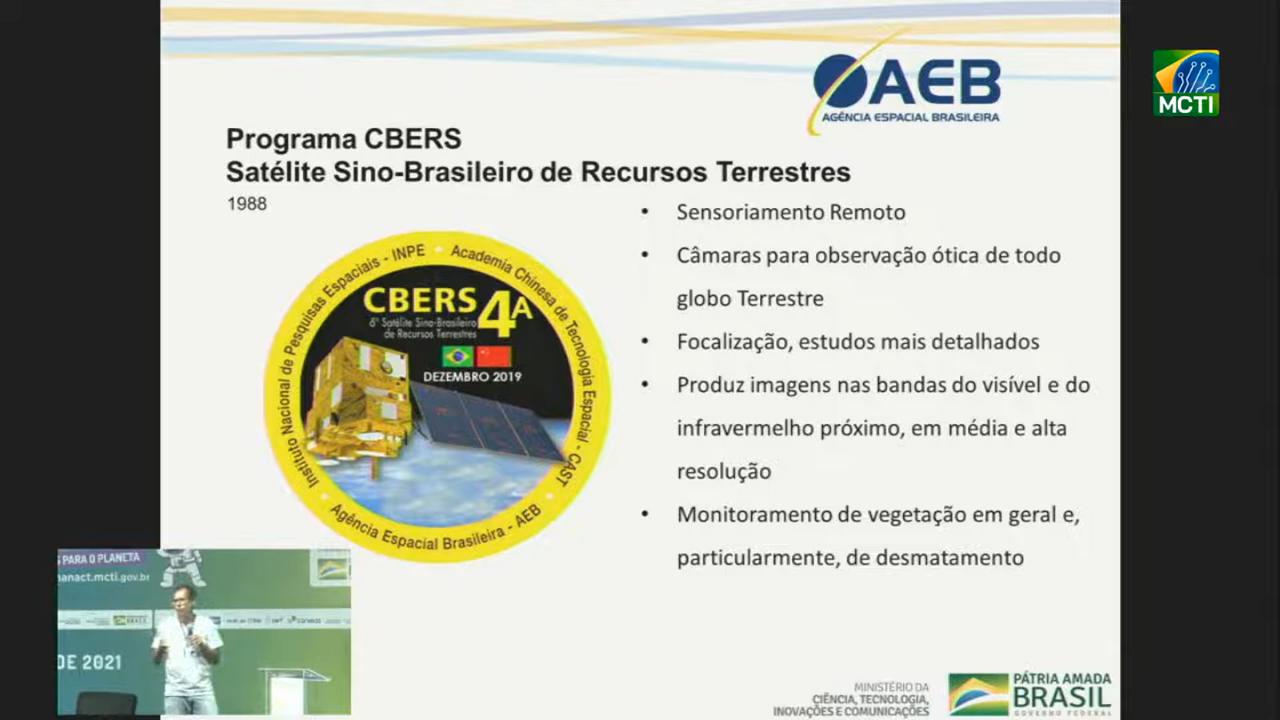 AEB
AGÊNCIA ESPACIAL BRASILEIRA
MCTI
Programa CBERS
Satélite Sino-Brasileiro de Recursos Terrestres
1988
• Sensoriamento Remoto
• Câmaras para observação ótica de todo
globo Terrestre
• Focalização, estudos mais detalhados
• Produz imagens nas bandas do visível e do
infravermelho próximo, em média e alta
resolução
• Monitoramento de vegetação em geral e,
particularmente, de desmatamento
Instituto Nacional de Pesquisas Espaciais - INPE
Academia Chinesa de Tecnologia Espacial - CAST
Agência Espacial Brasileira - AEB
CBERS 4A
6º Satélite Sino-Brasileiro
de Recursos Terrestres
DEZEMBRO 2019
S PARA O PLANETA
nanact.mcti.gov.br
DE 2021
MINISTÉRIO DA
CIÊNCIA, TECNOLOGIA,
INOVAÇÕES E COMUNICAÇÕES
PÁTRIA AMADA
BRASIL
GOVERNO FEDERAL